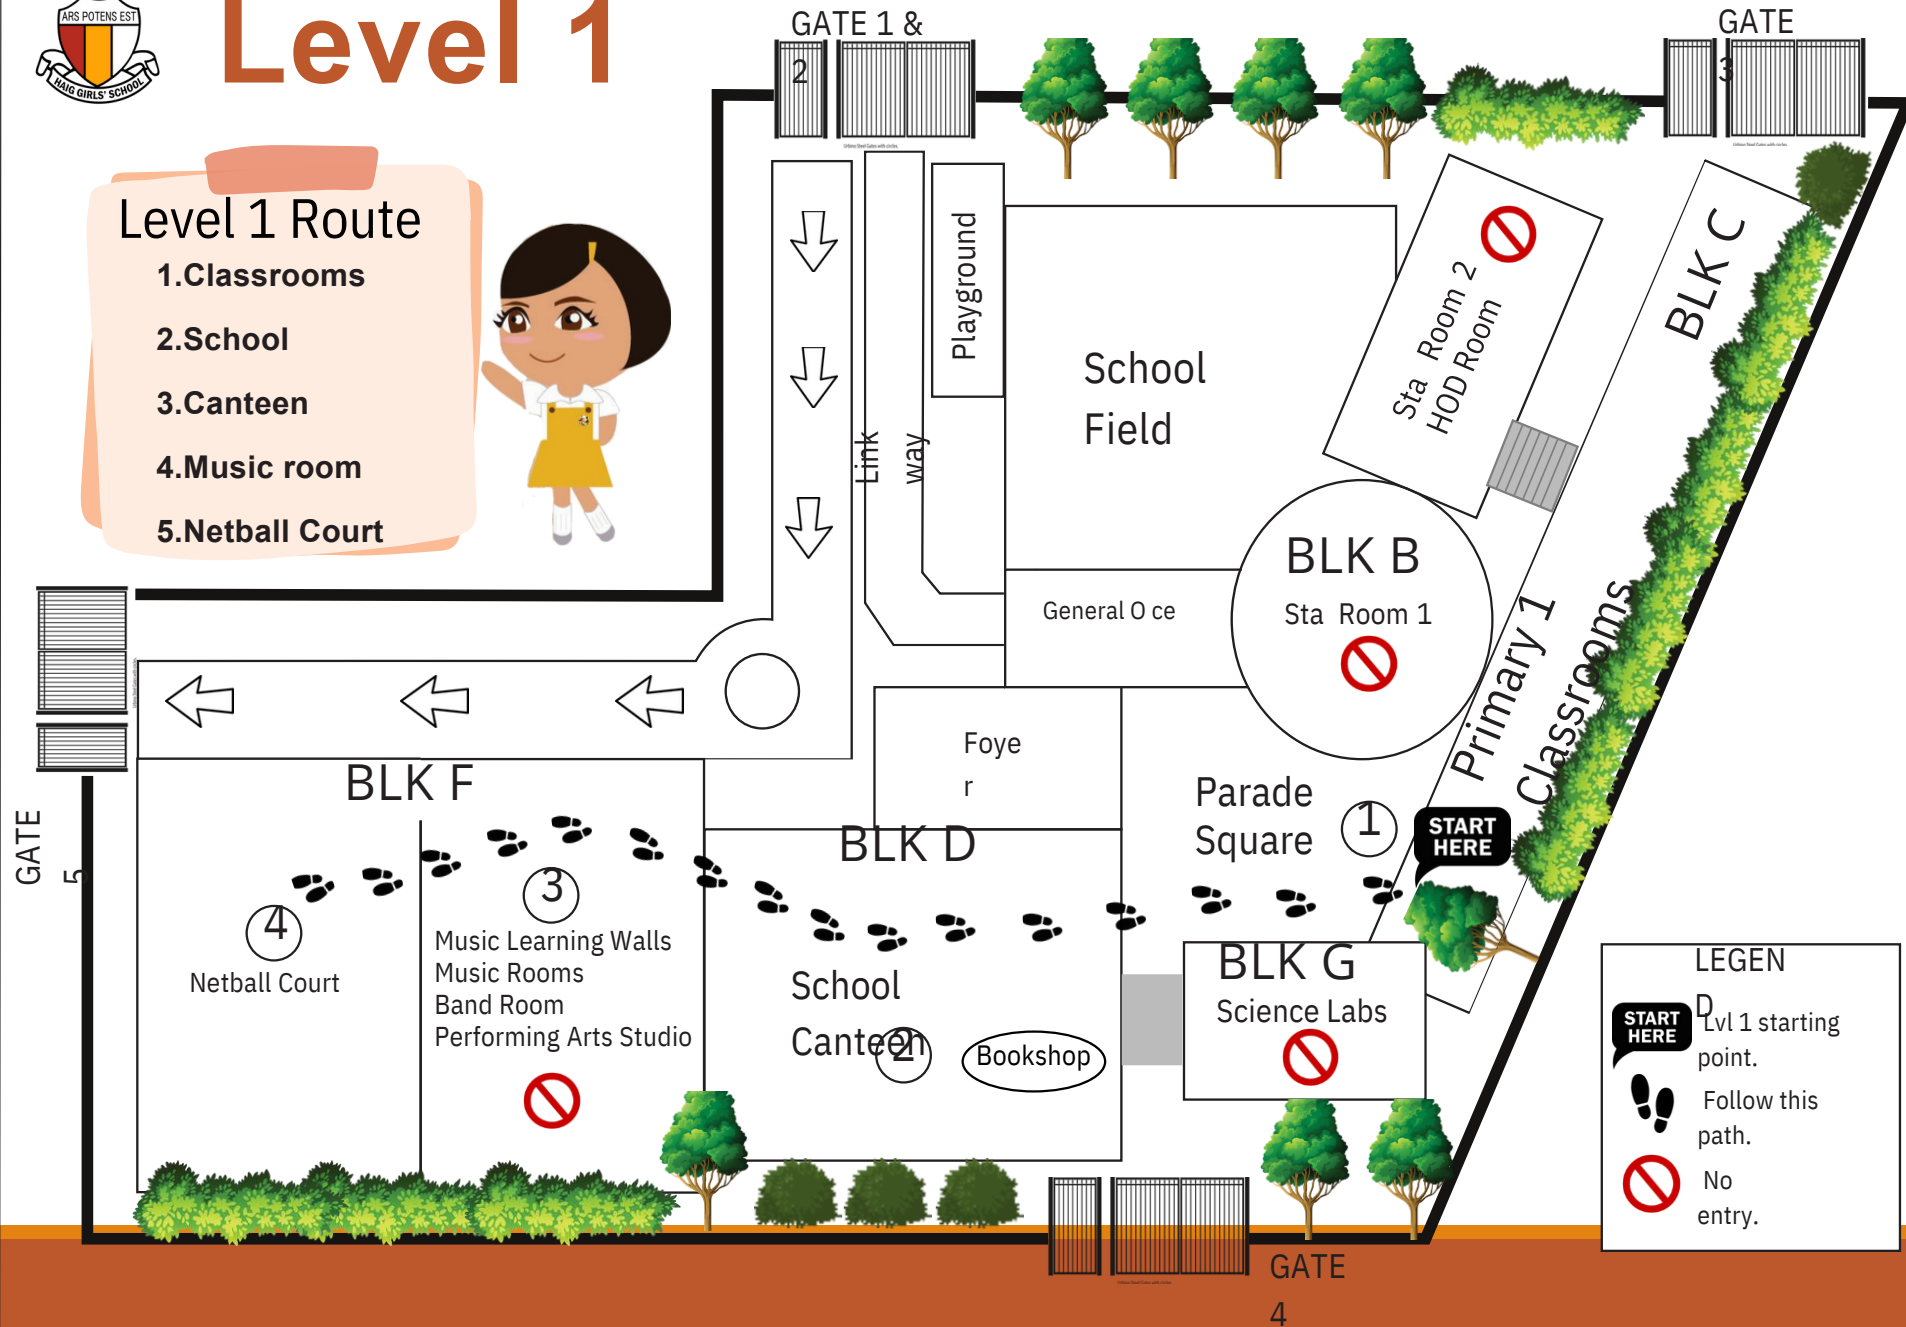 ARS POTENS EST
HAIG GIRLS' SCHOOL
Level 1
GATE 1 &
2
GATE
3
Level 1 Route
1.Classrooms
2.School
3.Canteen
4.Music room
5.Netball Court
Playground
Link
way
School
Field
Sta Room 2
HOD Room
BLK C
BLK B
Sta Room 1
General O ce
Primary 1
Classrooms
Foye
r
Parade
Square
1
START
HERE
BLK F
BLK D
GATE
5
4
Netball Court
3
Music Learning Walls
Music Rooms
Band Room
Performing Arts Studio
School
Canteen
2
Bookshop
BLK G
Science Labs
LEGEN
D
START
HERE
Lvl 1 starting
point.
Follow this
path.
No
entry.
GATE
4